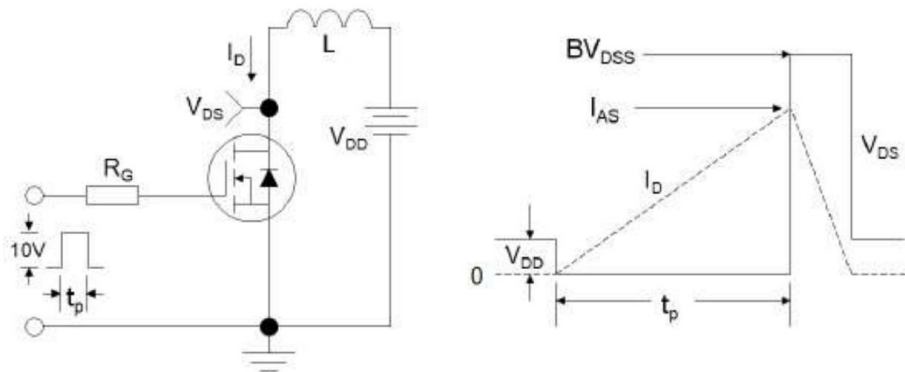 I_D
L
V_DS
V_DD
R_G
10V
t_p
BV_DSS
I_AS
V_DS
I_D
V_DD
0
t_p